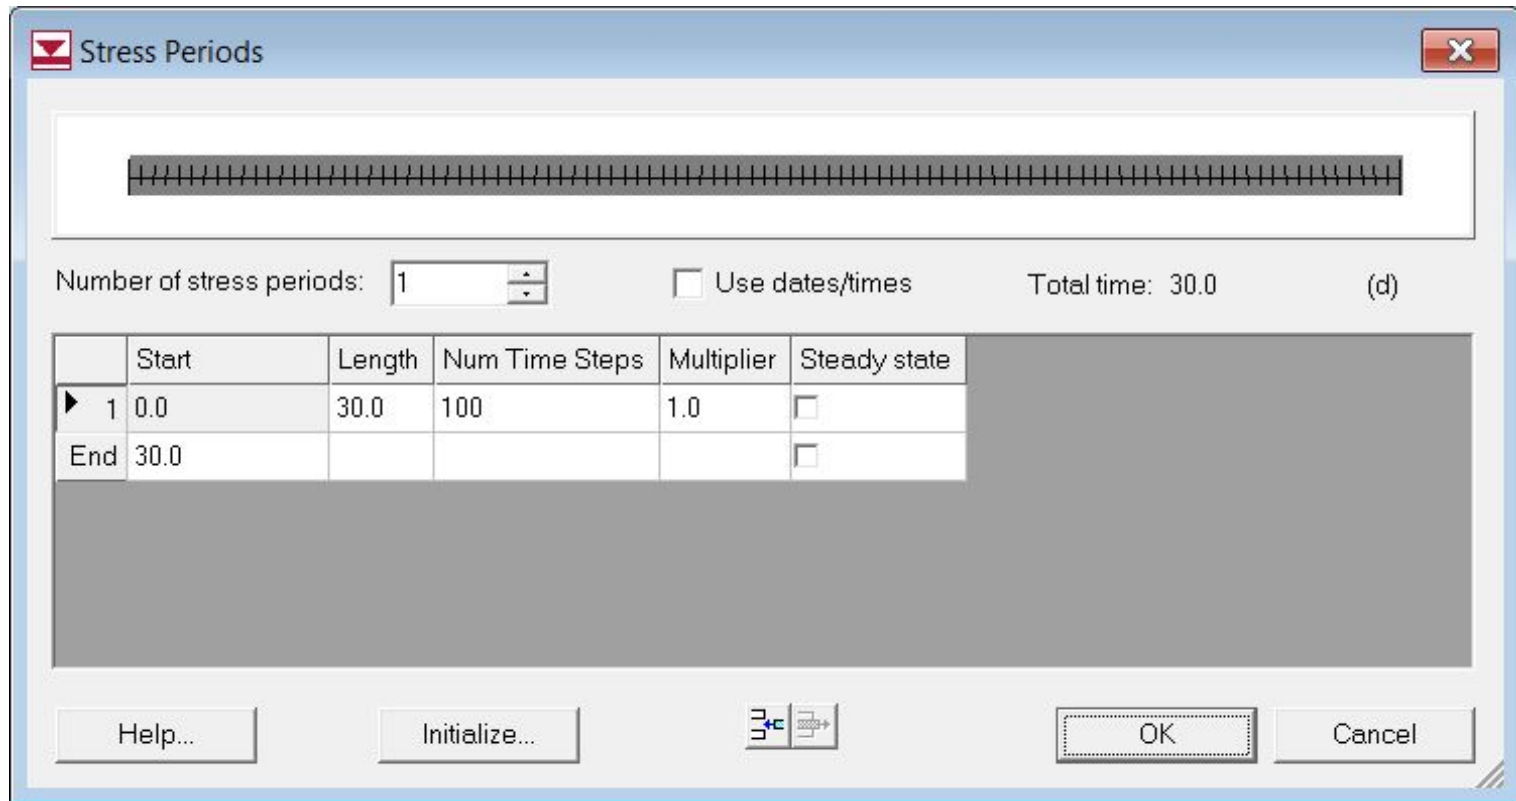 Stress Periods
Number of stress periods: 1 Use dates/times Total time: 30.0 (d)
Start Length Num Time Steps Multiplier Steady state
1 0.0 30.0 100 1.0
End 30.0
Help... Initialize... OK Cancel